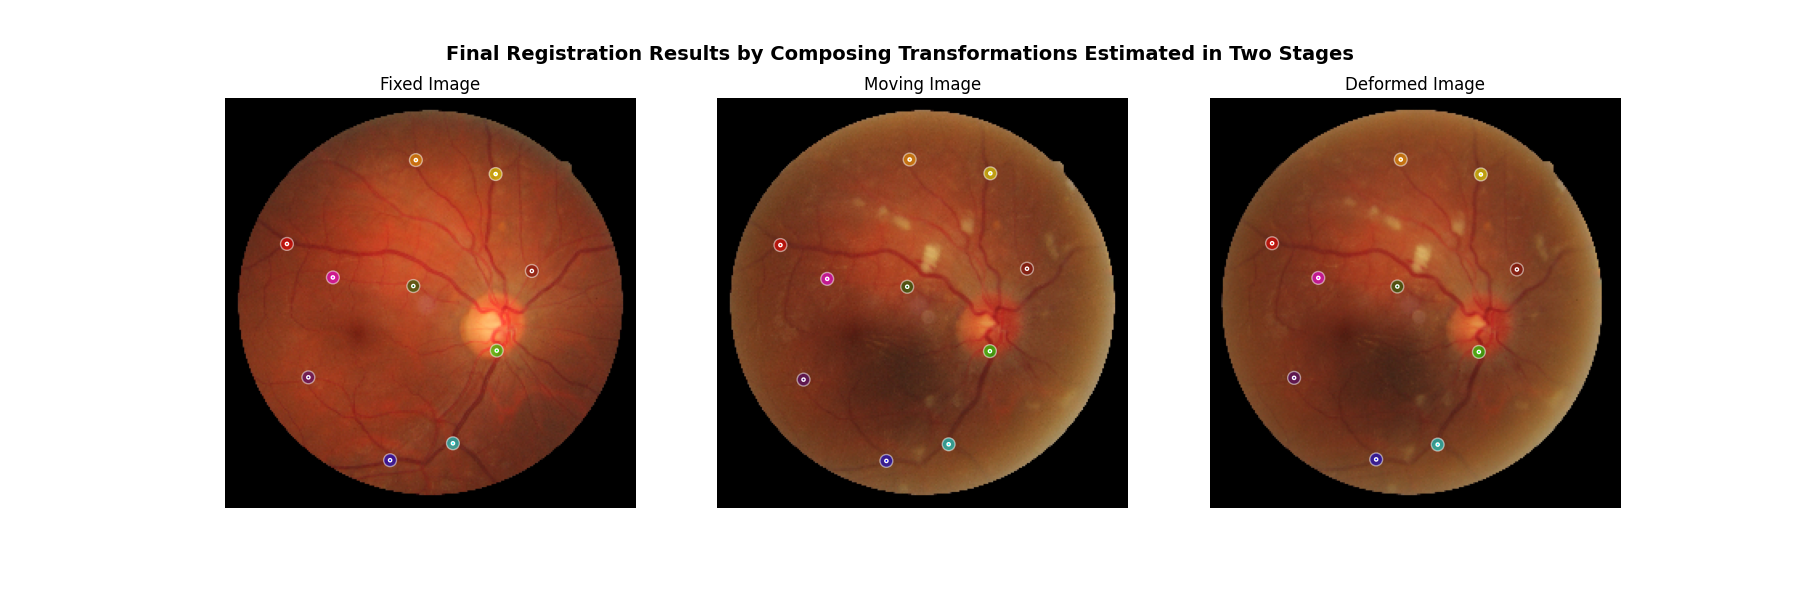 Final Registration Results by Composing Transformations Estimated in Two Stages
Fixed Image
Moving Image
Deformed Image